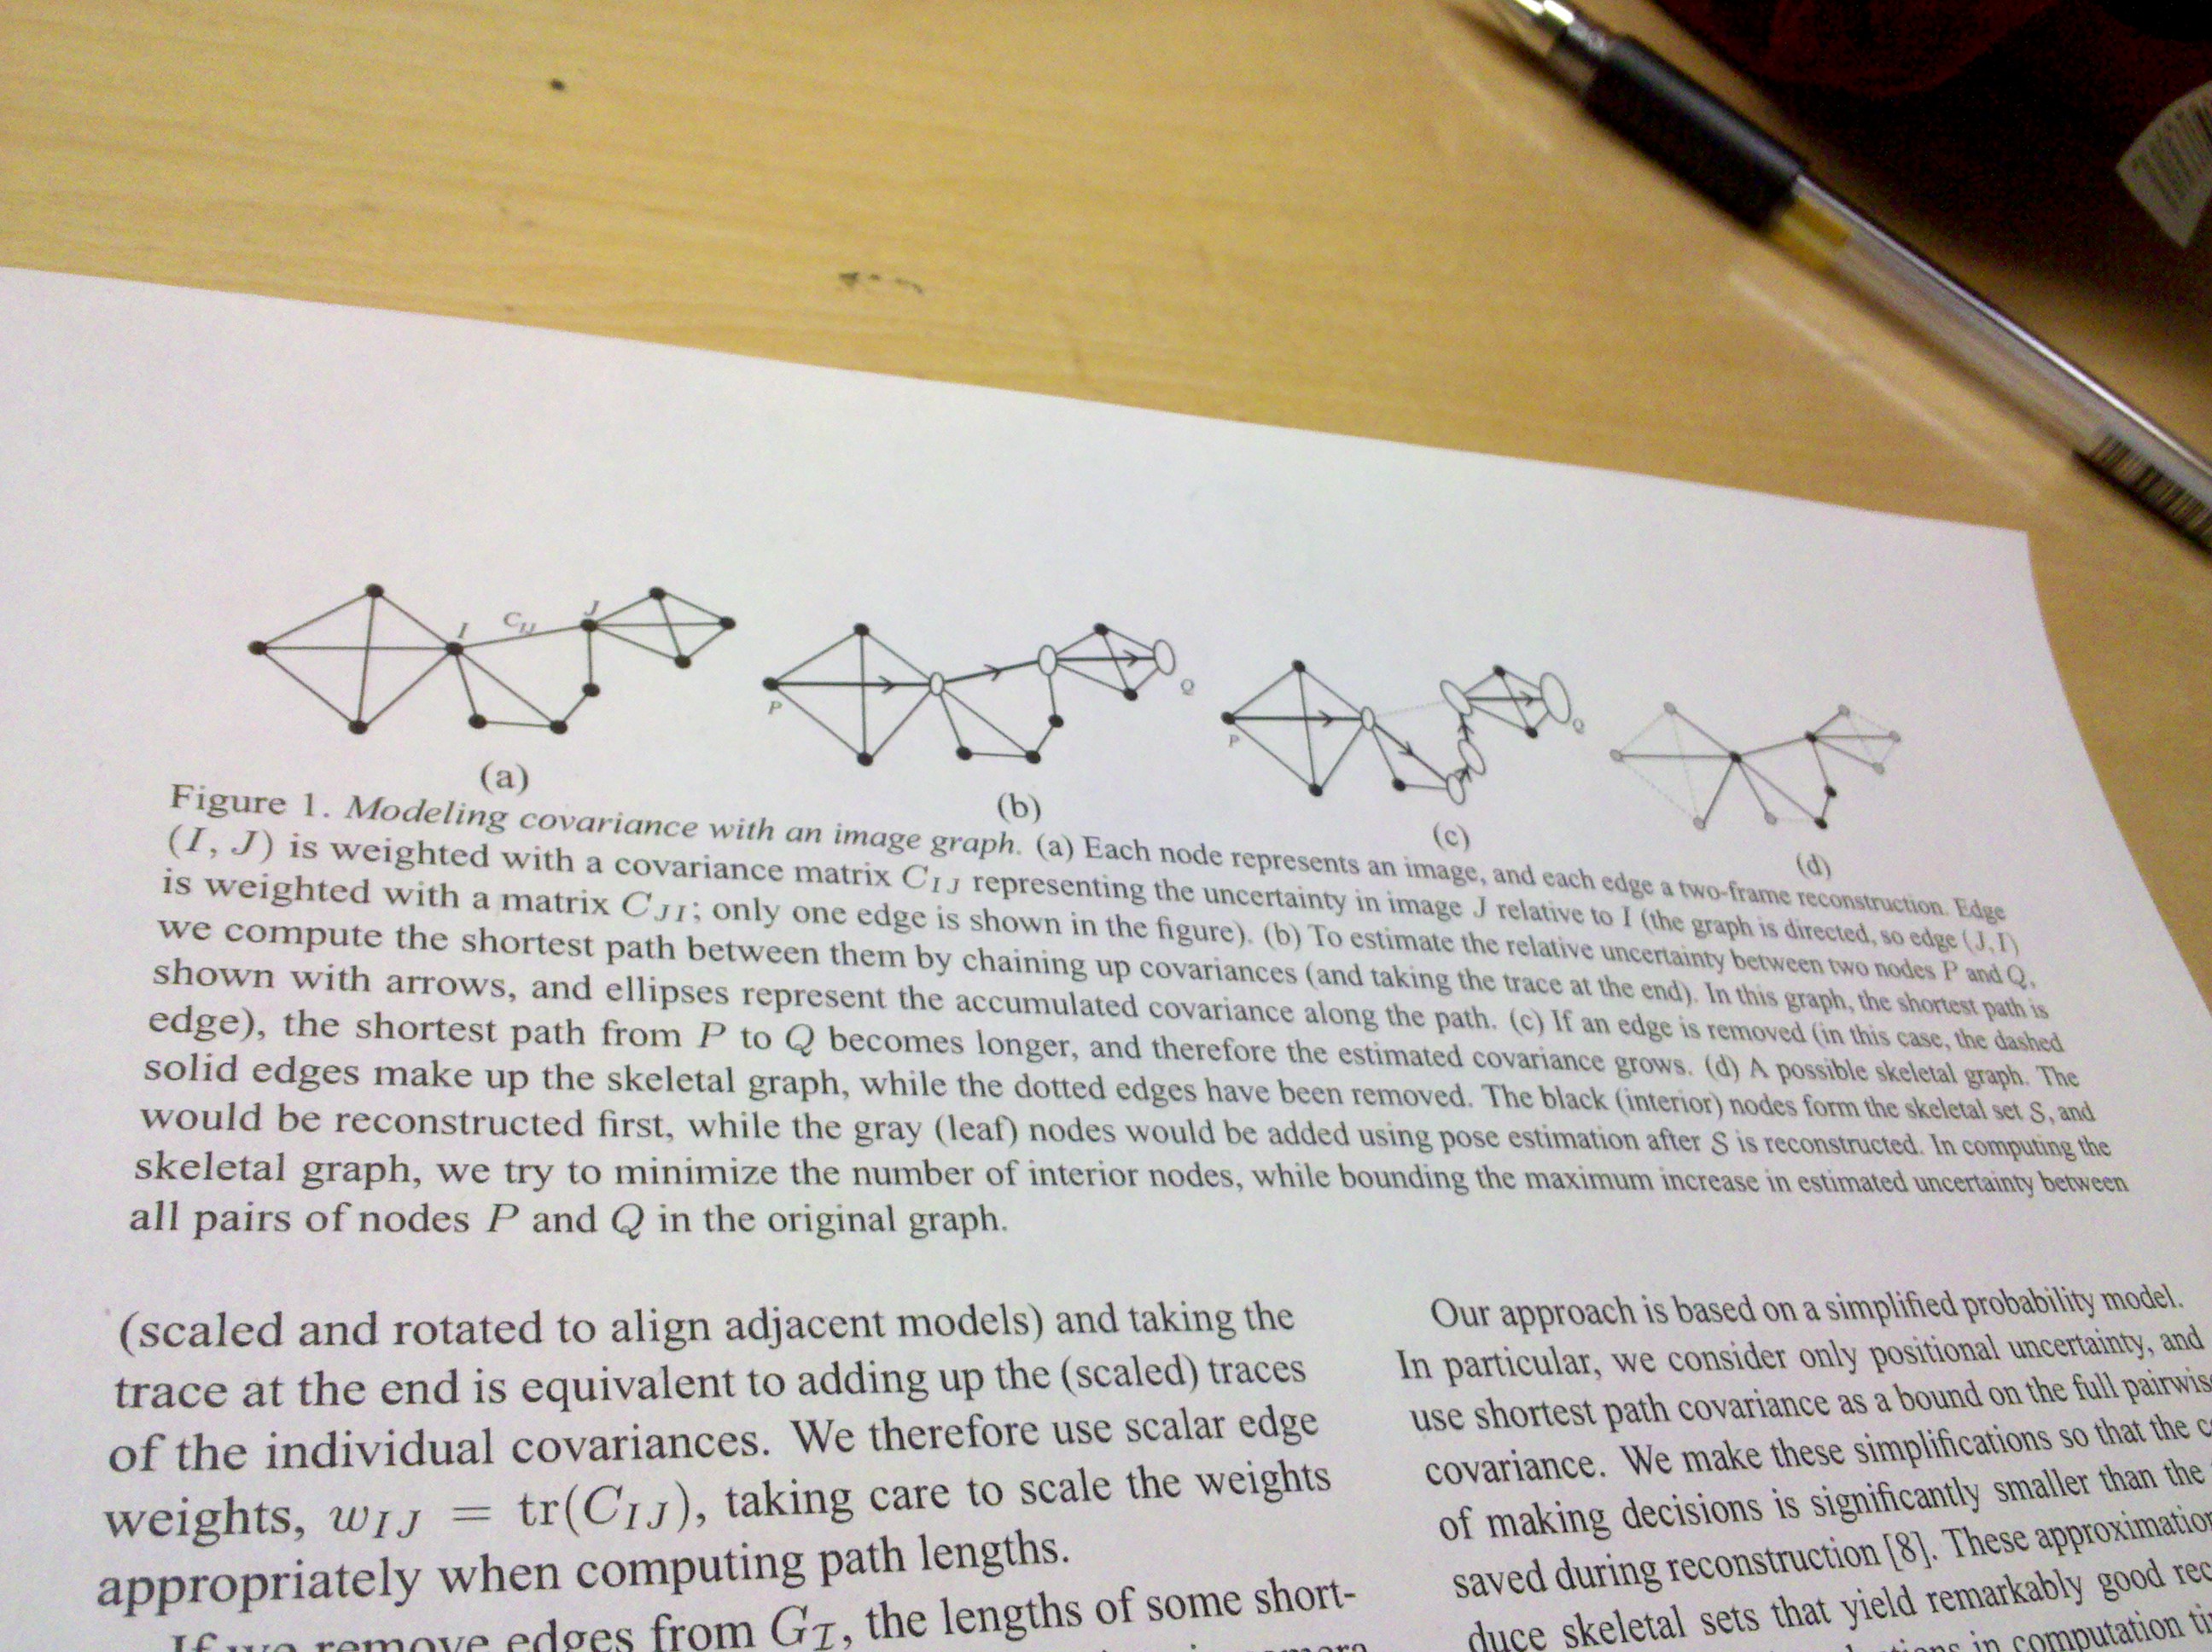 I C_{IJ} J
P Q
P Q
(a)
(b)
(c)
(d)
Figure 1. Modeling covariance with an image graph. (a) Each node represents an image, and each edge a two-frame reconstruction. Edge
(I, J) is weighted with a covariance matrix C_{IJ} representing the uncertainty in image J relative to I (the graph is directed, so edge (J, I)
is weighted with a matrix C_{JI}; only one edge is shown in the figure). (b) To estimate the relative uncertainty between two nodes P and Q,
we compute the shortest path between them by chaining up covariances (and taking the trace at the end). In this graph, the shortest path is
shown with arrows, and ellipses represent the accumulated covariance along the path. (c) If an edge is removed (in this case, the dashed
edge), the shortest path from P to Q becomes longer, and therefore the estimated covariance grows. (d) A possible skeletal graph. The
solid edges make up the skeletal graph, while the dotted edges have been removed. The black (interior) nodes form the skeletal set S, and
would be reconstructed first, while the gray (leaf) nodes would be added using pose estimation after S is reconstructed. In computing the
skeletal graph, we try to minimize the number of interior nodes, while bounding the maximum increase in estimated uncertainty between
all pairs of nodes P and Q in the original graph.
(scaled and rotated to align adjacent models) and taking the
trace at the end is equivalent to adding up the (scaled) traces
of the individual covariances. We therefore use scalar edge
weights, w_{IJ} = tr(C_{IJ}), taking care to scale the weights
appropriately when computing path lengths.
If we remove edges from G_{I}, the lengths of some short-
Our approach is based on a simplified probability model.
In particular, we consider only positional uncertainty, and
use shortest path covariance as a bound on the full
covariance. We make these simplifications so that the
of making decisions is significantly smaller than the
saved during reconstruction [8]. These
duce skeletal sets that yield remarkably good
in computation